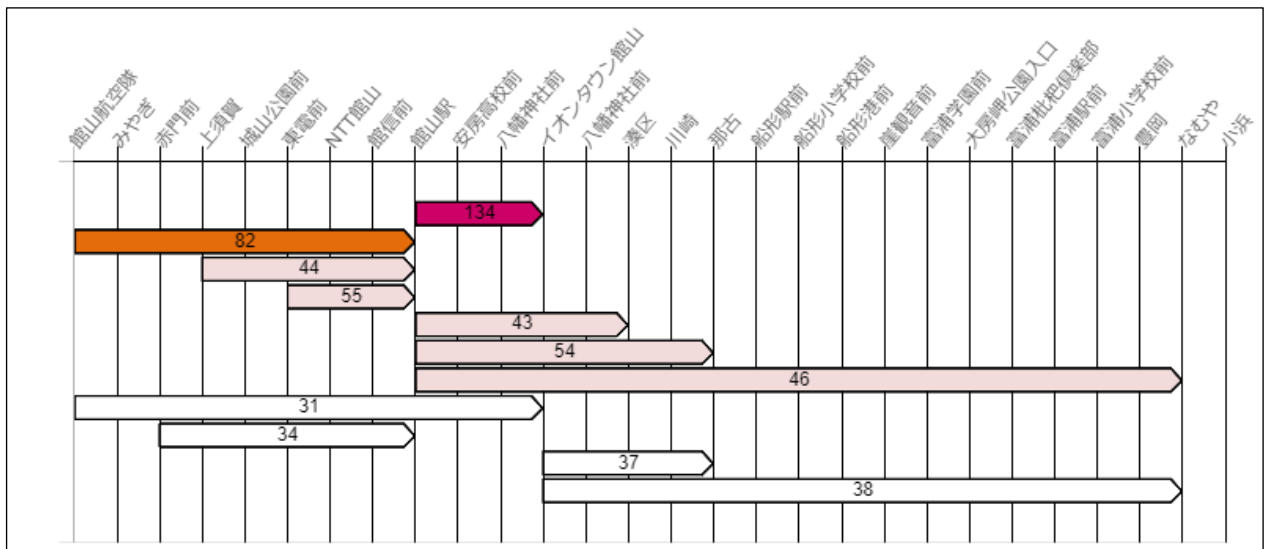 館山航空隊
みやぎ
赤門前
上須賀
城山公園前
東電前
NTT館山
館信前
館山駅
安房高校前
八幡神社前
イオンタウン館山
八幡神社前
湊区
川崎
那古
船形駅前
船形小学校前
船形港前
崖観音前
富浦学園前
大房岬公園入口
富浦枇杷倶楽部
富浦駅前
富浦小学校前
豊岡
なむや
小浜
134
82
44
55
43
54
46
31
34
37
38